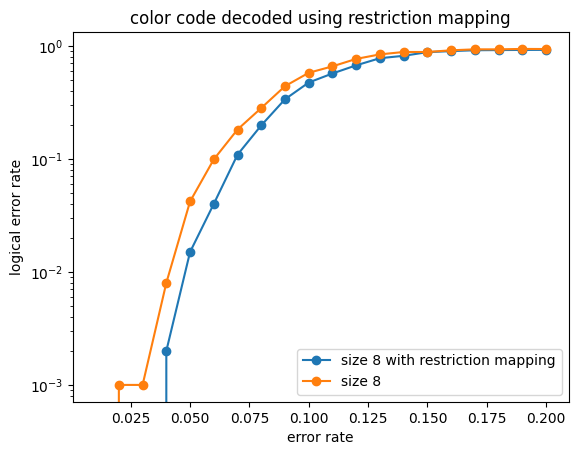 color code decoded using restriction mapping
logical error rate
10⁰
10⁻¹
10⁻²
10⁻³
size 8 with restriction mapping
size 8
0.025 0.050 0.075 0.100 0.125 0.150 0.175 0.200
error rate